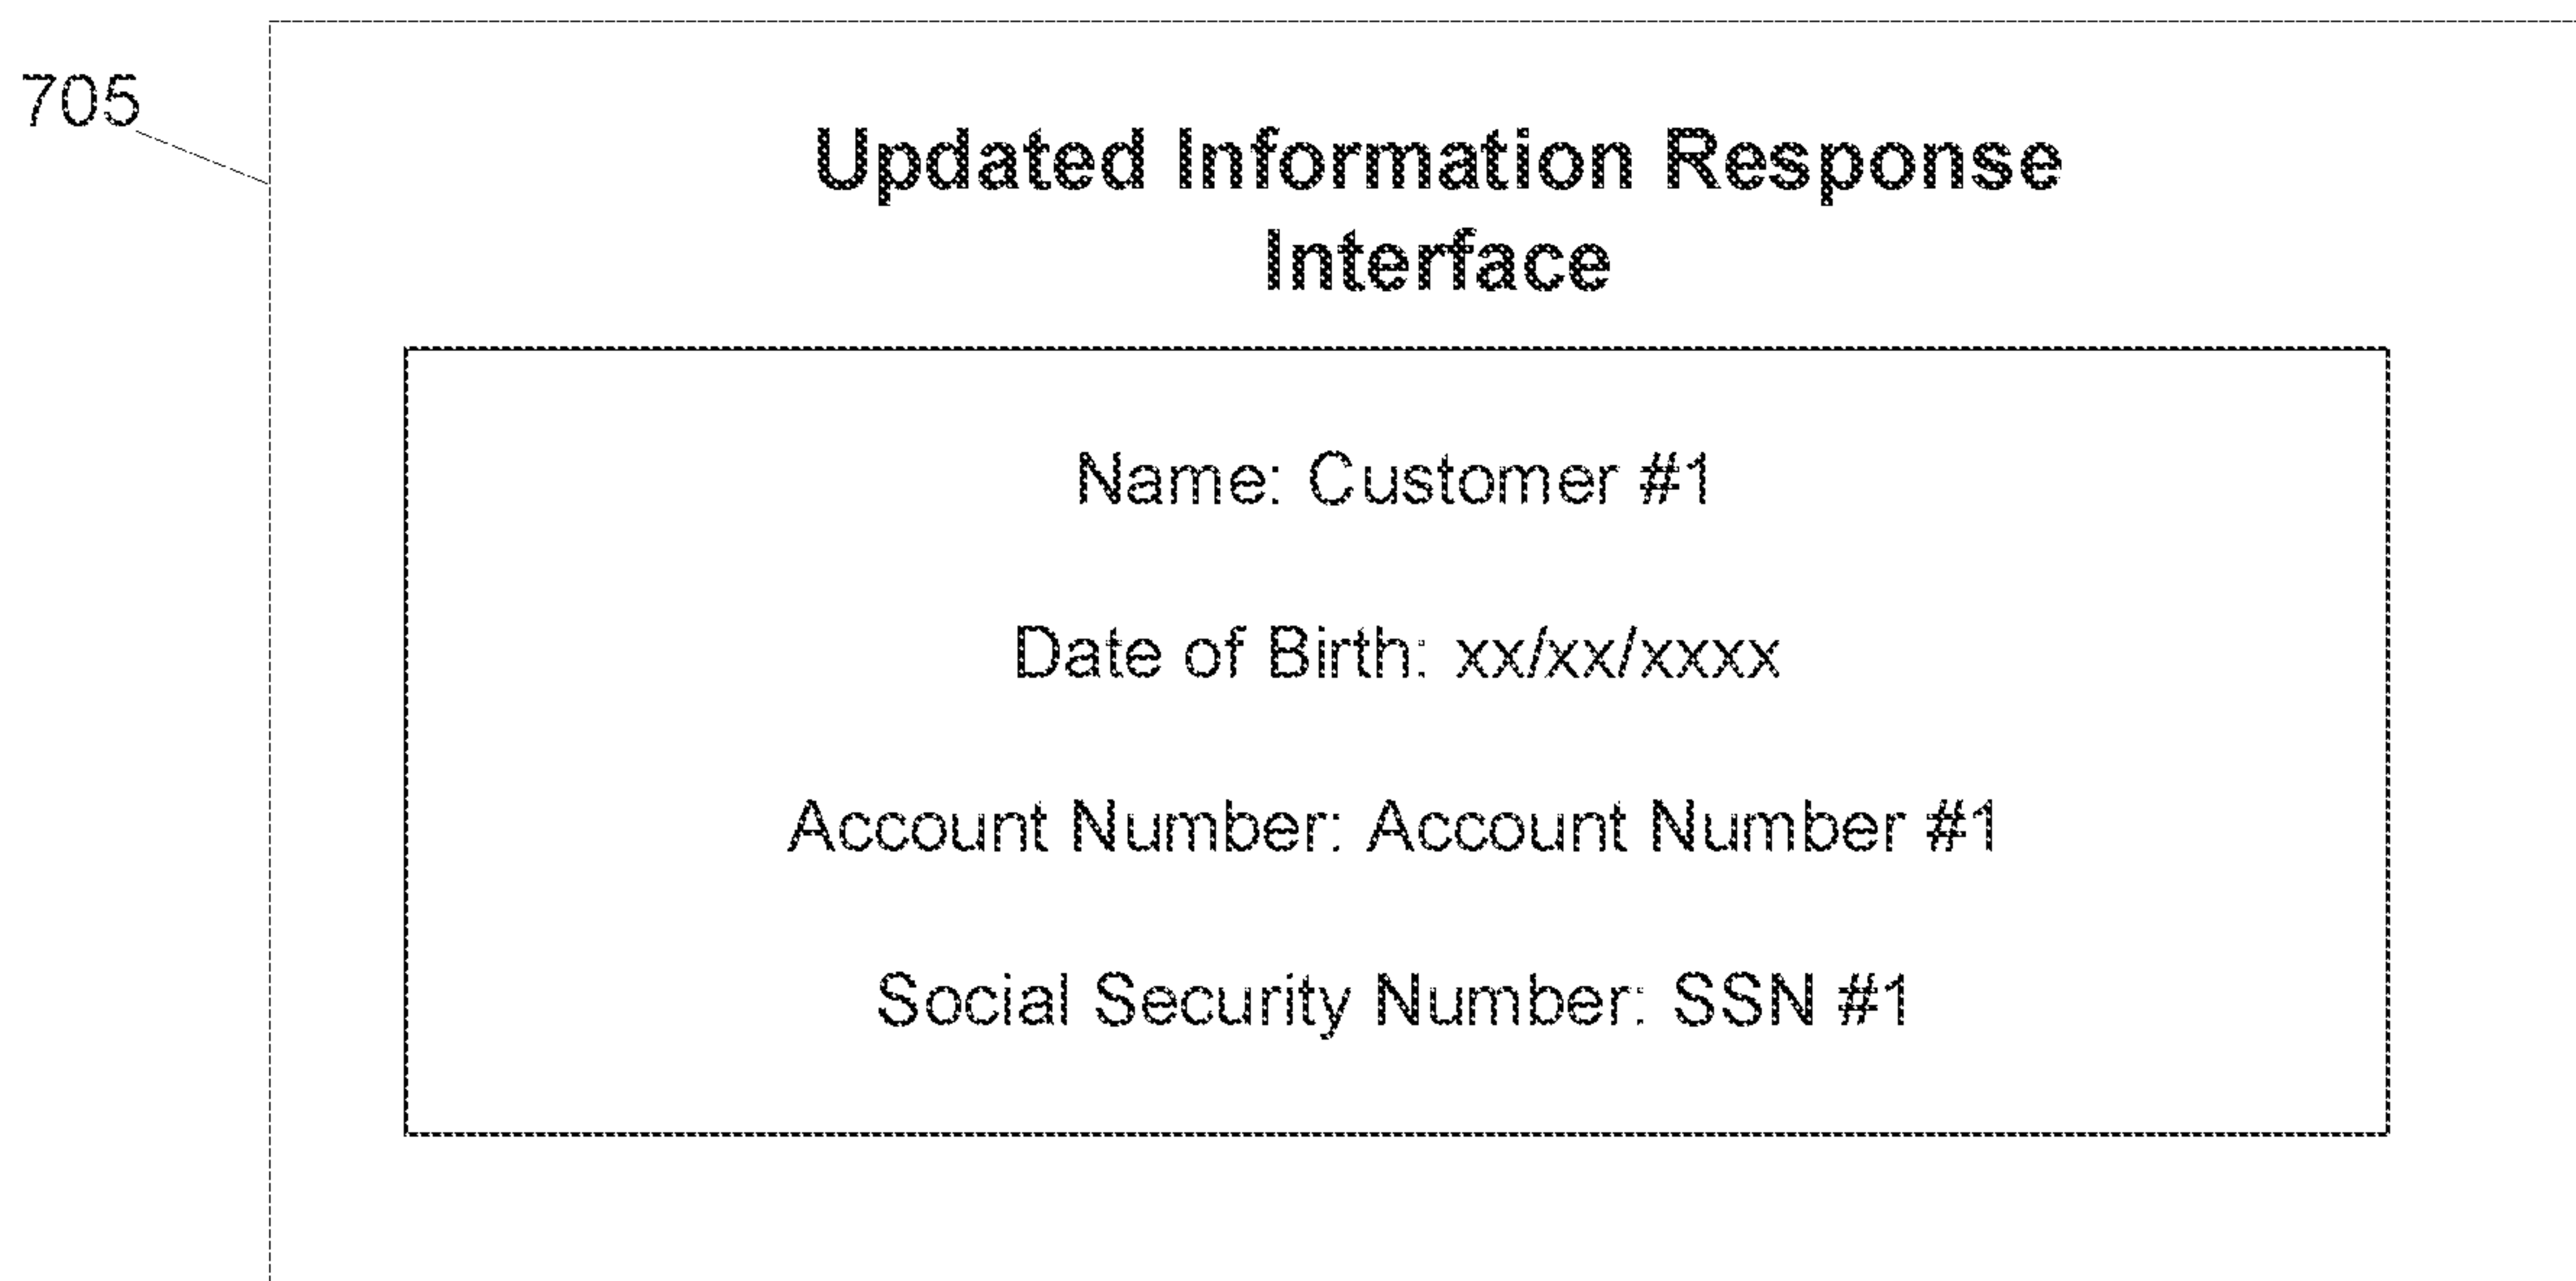 705
Updated Information Response
Interface
Name: Customer #1
Date of Birth: xx/xx/xxxx
Account Number: Account Number #1
Social Security Number: SSN #1